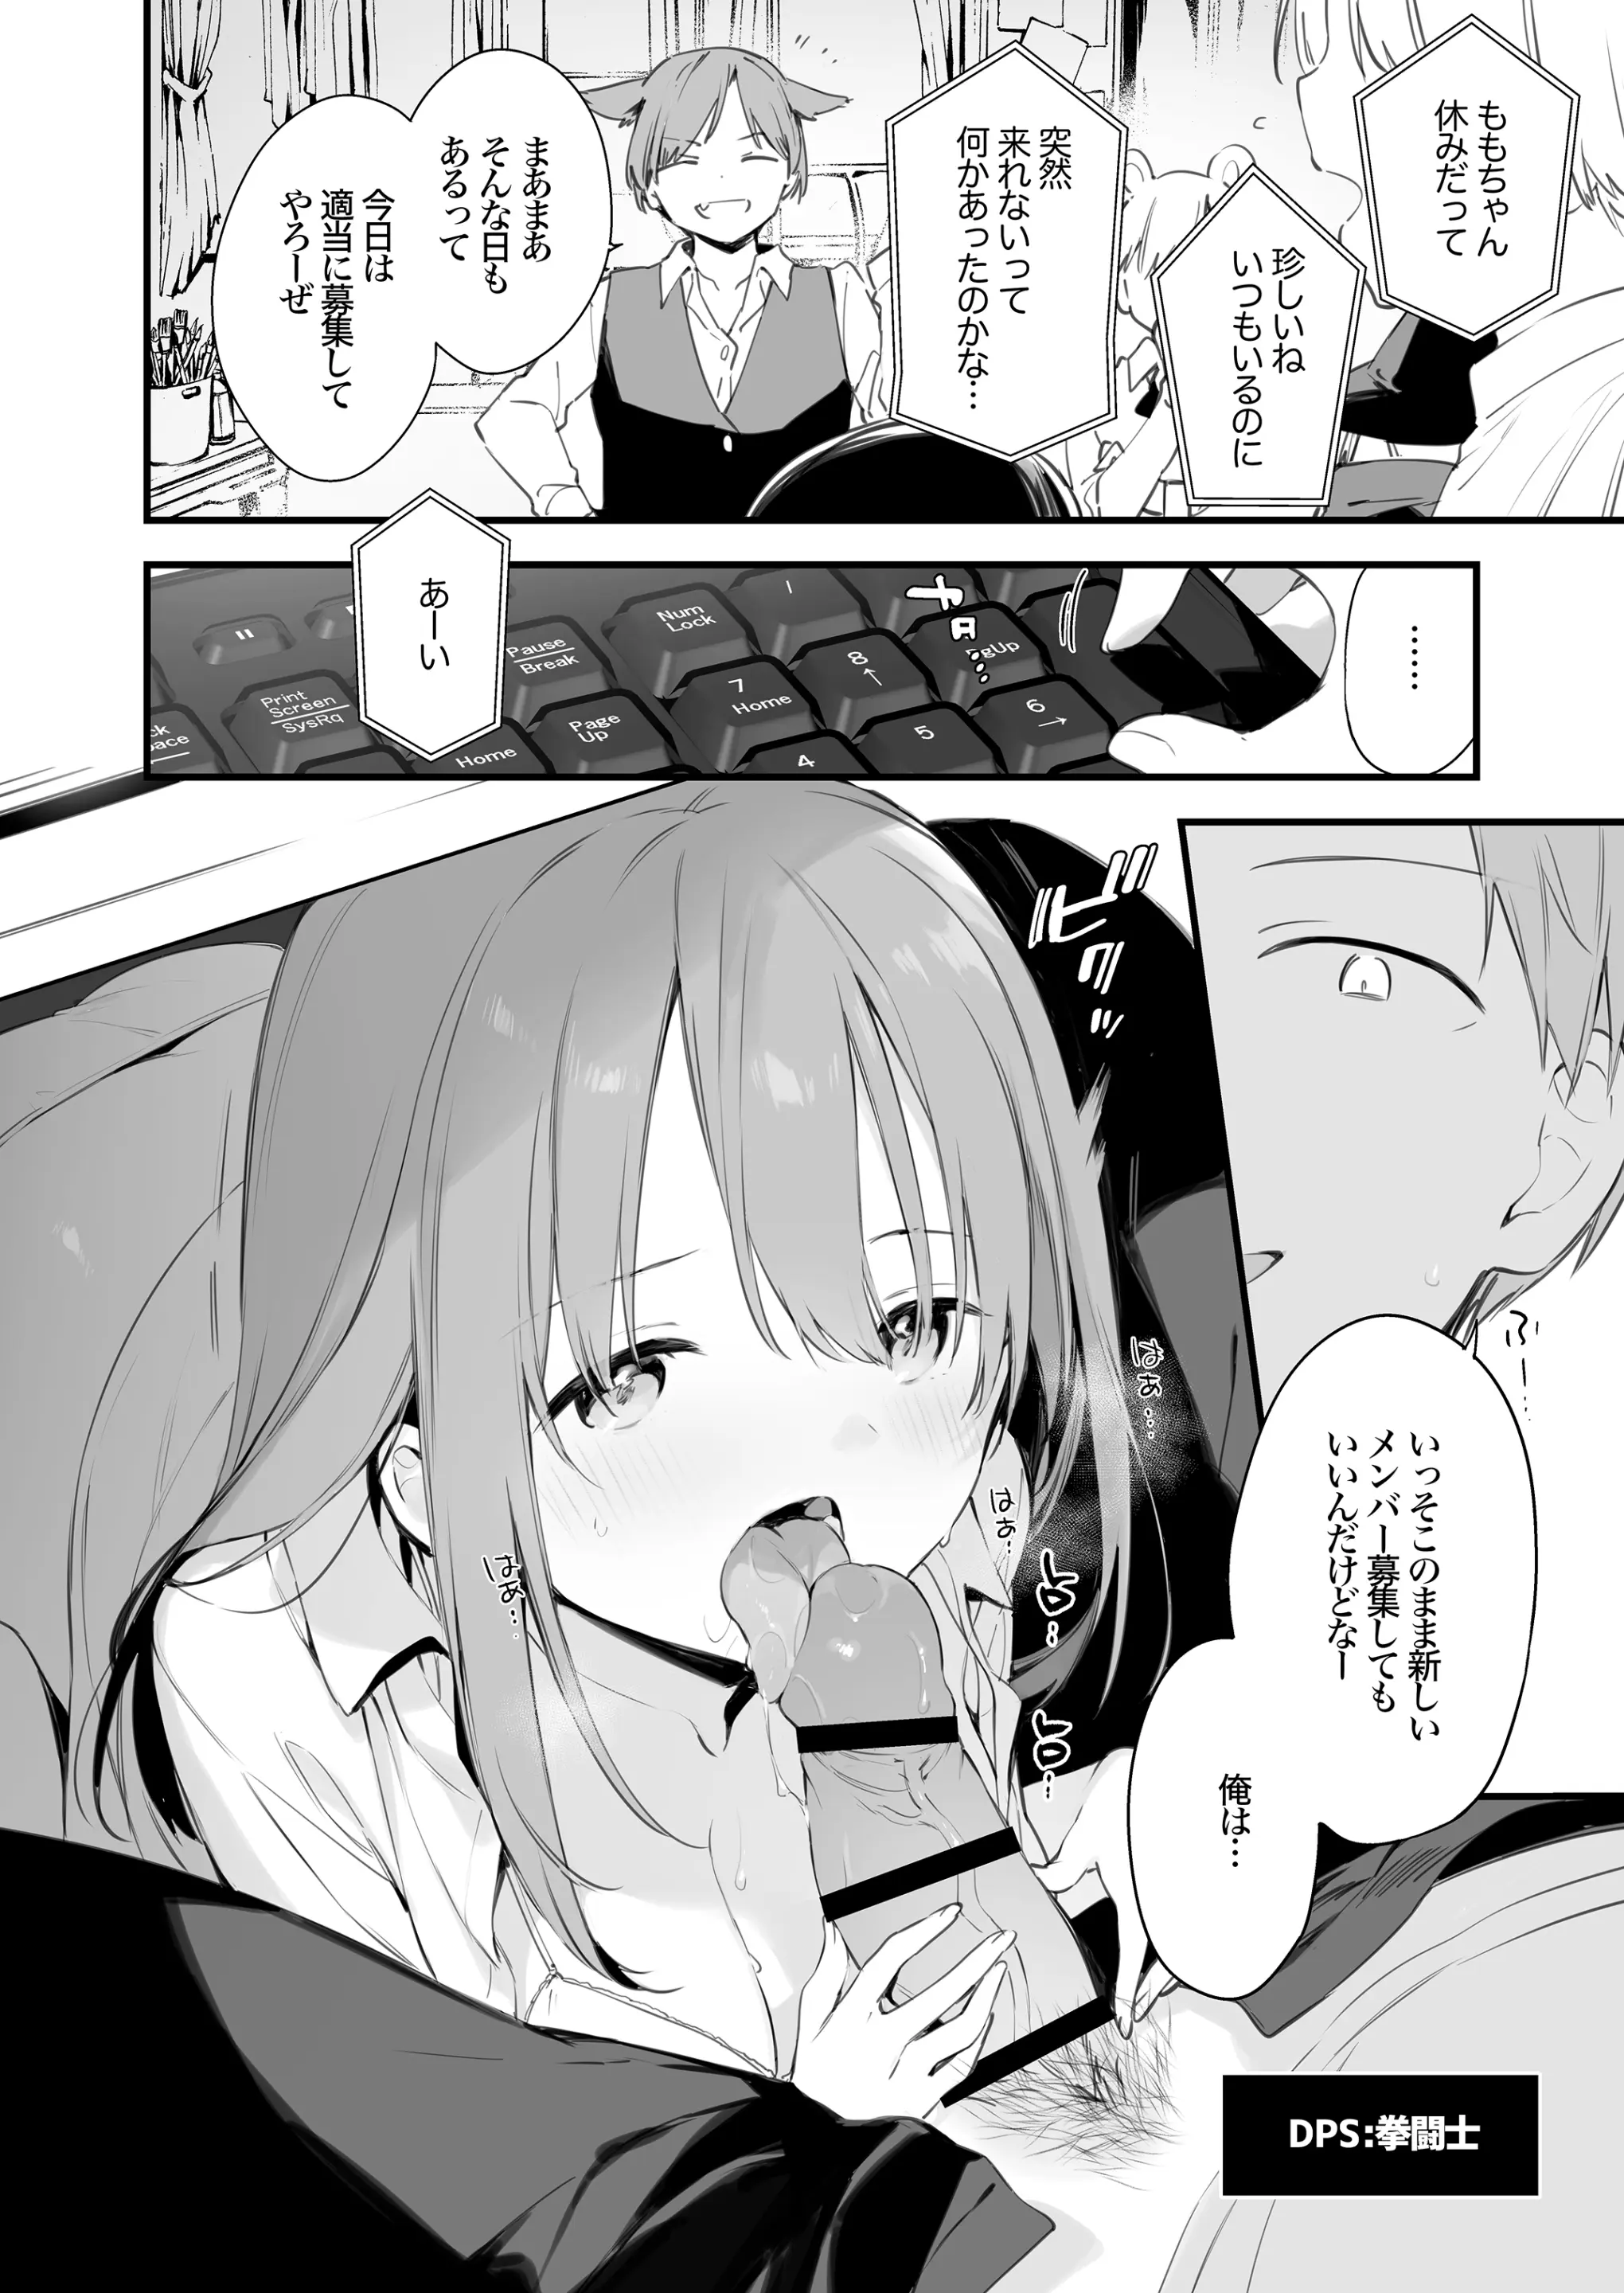 ももちゃん
休みだって
珍しいね
いつもいるのに
突然
来れないって
何かあったのかな…
まあまあ
そんな日も
あるって
今日は
適当に募集して
やろーぜ
……
Num
Lock
Pause
Break
Print
Screen
SysRq
7
Home
8
↑
PgUp
Page
Up
Home
4
5
6
→
あーい
ビクッ
ふー…
いっそこのまま新しい
メンバー募集しても
いいんだけどなー
俺は…
はぁ…
はぁ…
はぁ…
DPS:拳闘士